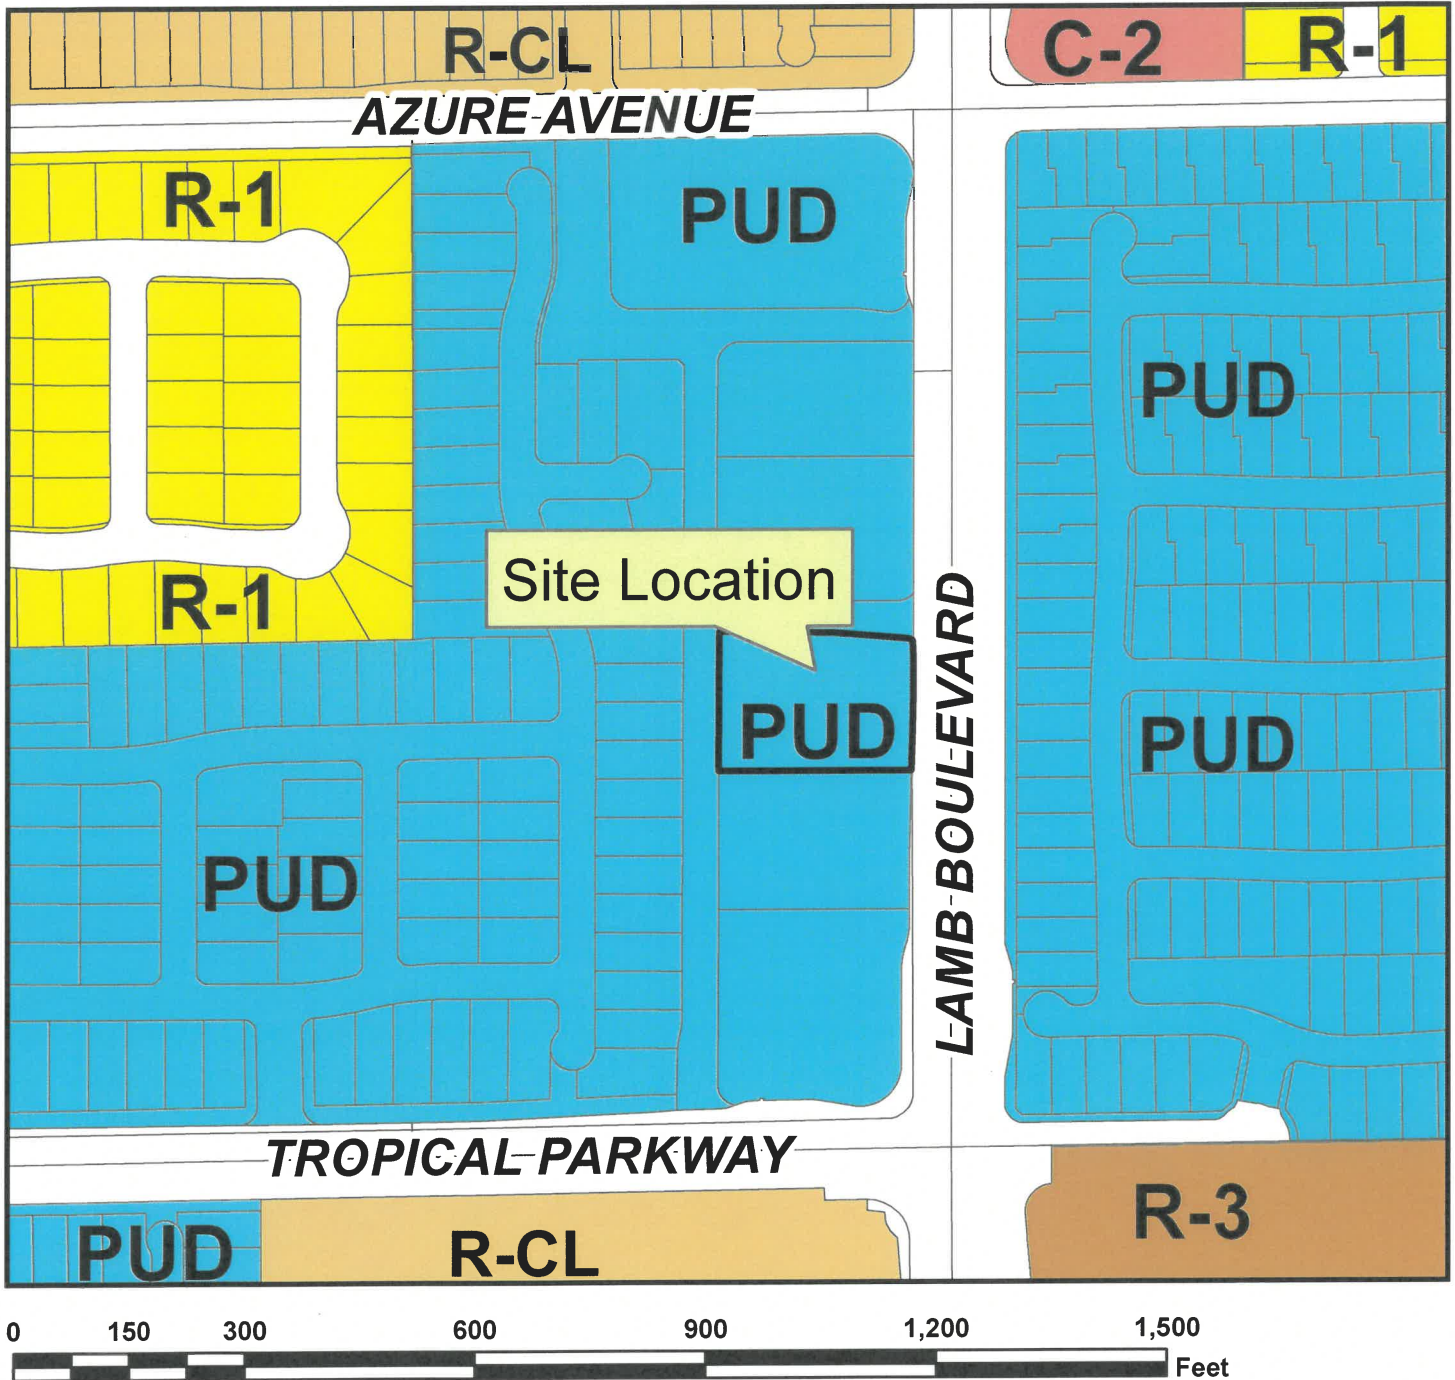 R-CL
C-2
R-1
AZURE AVENUE
R-1
PUD
PUD
Site Location
R-1
LAMB BOULEVARD
PUD
PUD
PUD
TROPICAL PARKWAY
PUD
R-CL
R-3
0 150 300 600 900 1,200 1,500
Feet